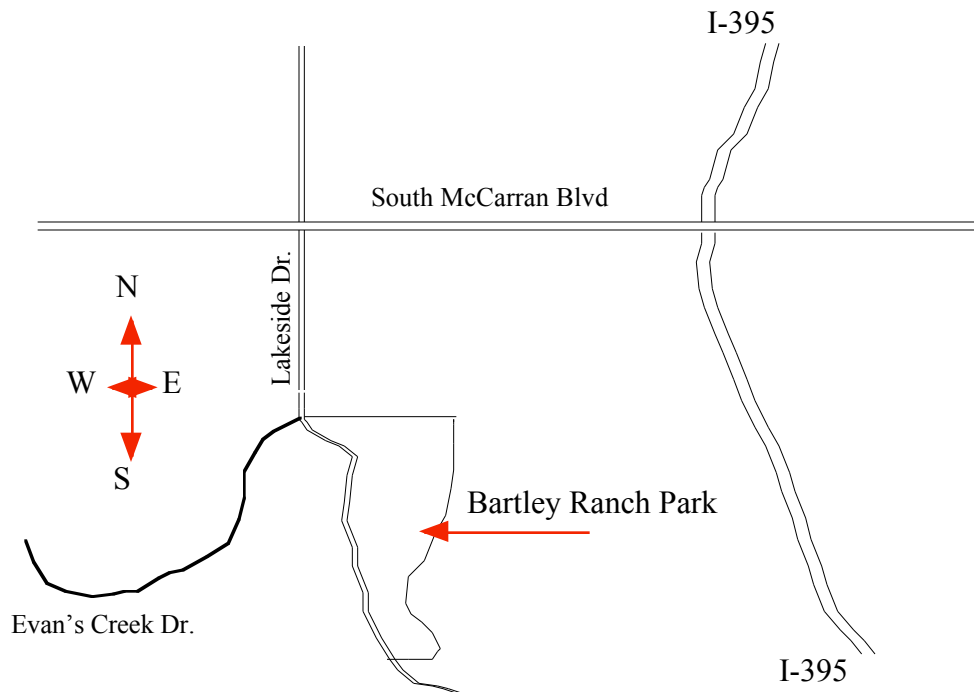 I-395
South McCarran Blvd
Lakeside Dr.
N
W
E
S
Bartley Ranch Park
Evan’s Creek Dr.
I-395